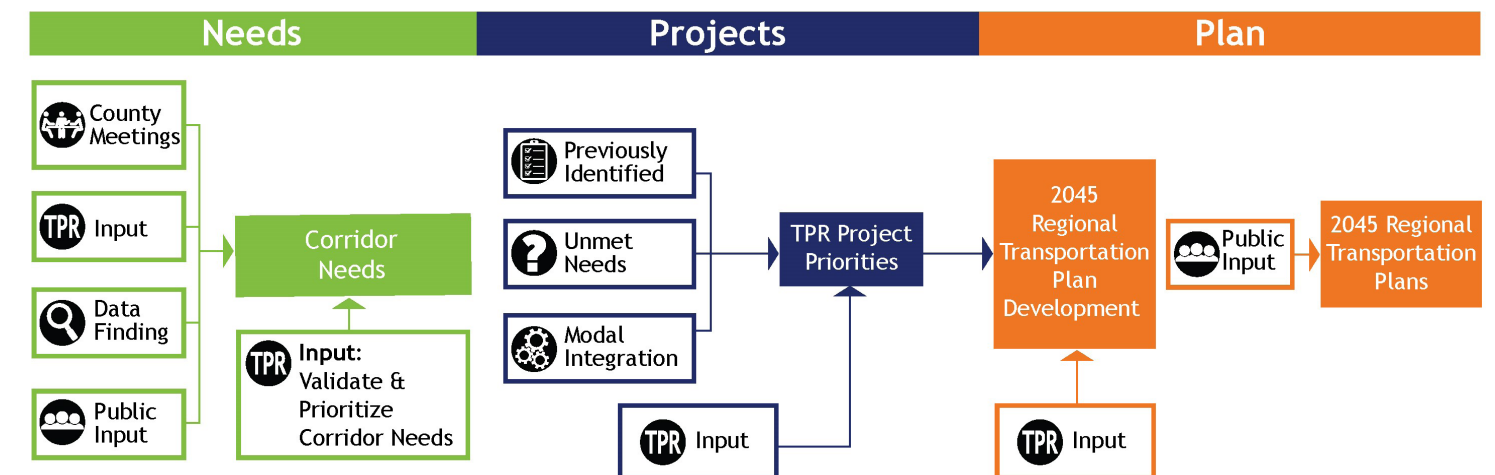 Needs
Projects
Plan
County
Meetings
TPR Input
Data
Finding
Public
Input
Corridor
Needs
TPR Input:
Validate &
Prioritize
Corridor Needs
Previously
Identified
?
Unmet
Needs
Modal
Integration
TPR Input
TPR Project
Priorities
2045
Regional
Transportation
Plan
Development
TPR Input
Public
Input
2045 Regional
Transportation
Plans